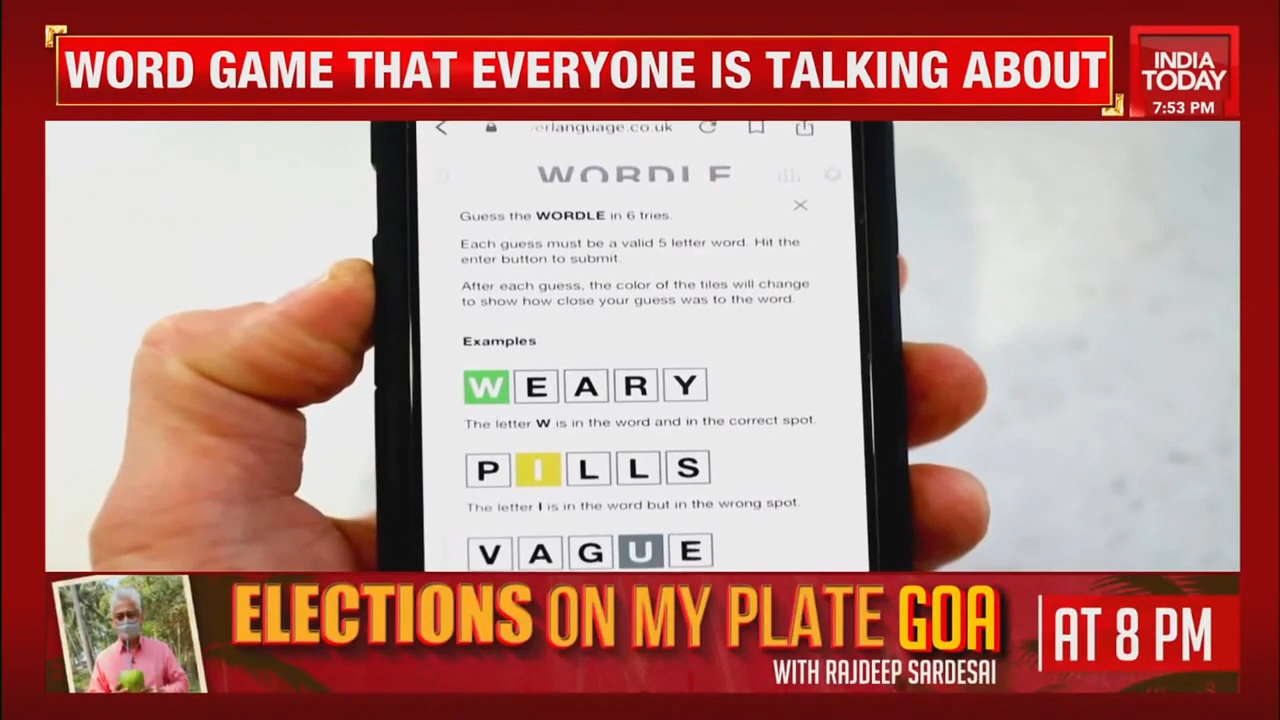 WORD GAME THAT EVERYONE IS TALKING ABOUT
INDIA
TODAY
7:53 PM
erlanguage.co.uk
WORDLE
Guess the WORDLE in 6 tries.
Each guess must be a valid 5 letter word. Hit the
enter button to submit.
After each guess, the color of the tiles will change
to show how close your guess was to the word.
Examples
WEARY
The letter W is in the word and in the correct spot.
PILLS
The letter I is in the word but in the wrong spot.
VAGUE
ELECTIONS ON MY PLATE GOA
WITH RAJDEEP SARDESAI
AT 8 PM